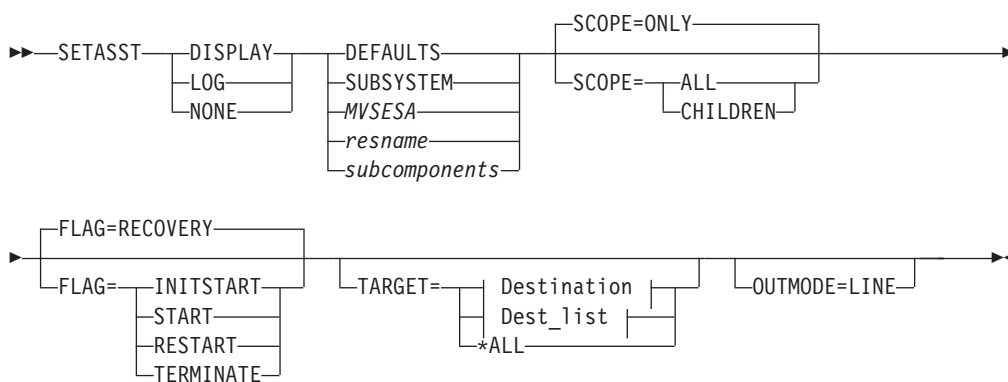 SCOPE=ONLY
SETASST DISPLAY DEFAULTS
LOG SUBSYSTEM SCOPE= ALL
NONE MVSESA CHILDREN
resname
subcomponents
FLAG=RECOVERY
FLAG= INITSTART TARGET= Destination OUTMODE=LINE
START Dest_list
RESTART *ALL
TERMINATE